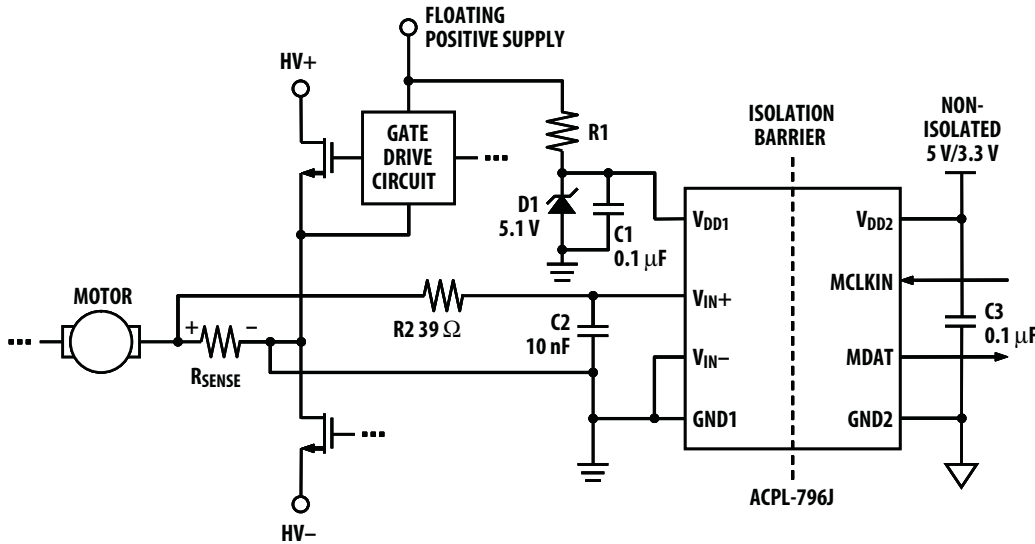 FLOATING
POSITIVE SUPPLY
HV+
GATE
DRIVE
CIRCUIT
R1
ISOLATION
BARRIER
NON-
ISOLATED
5 V/3.3 V
D1
5.1 V
C1
0.1 μF
VDD1
VDD2
MCLKIN
MOTOR
+
−
RSENSE
R2 39 Ω
C2
10 nF
VIN+
VIN−
GND1
C3
0.1 μF
MDAT
GND2
HV−
ACPL-796J